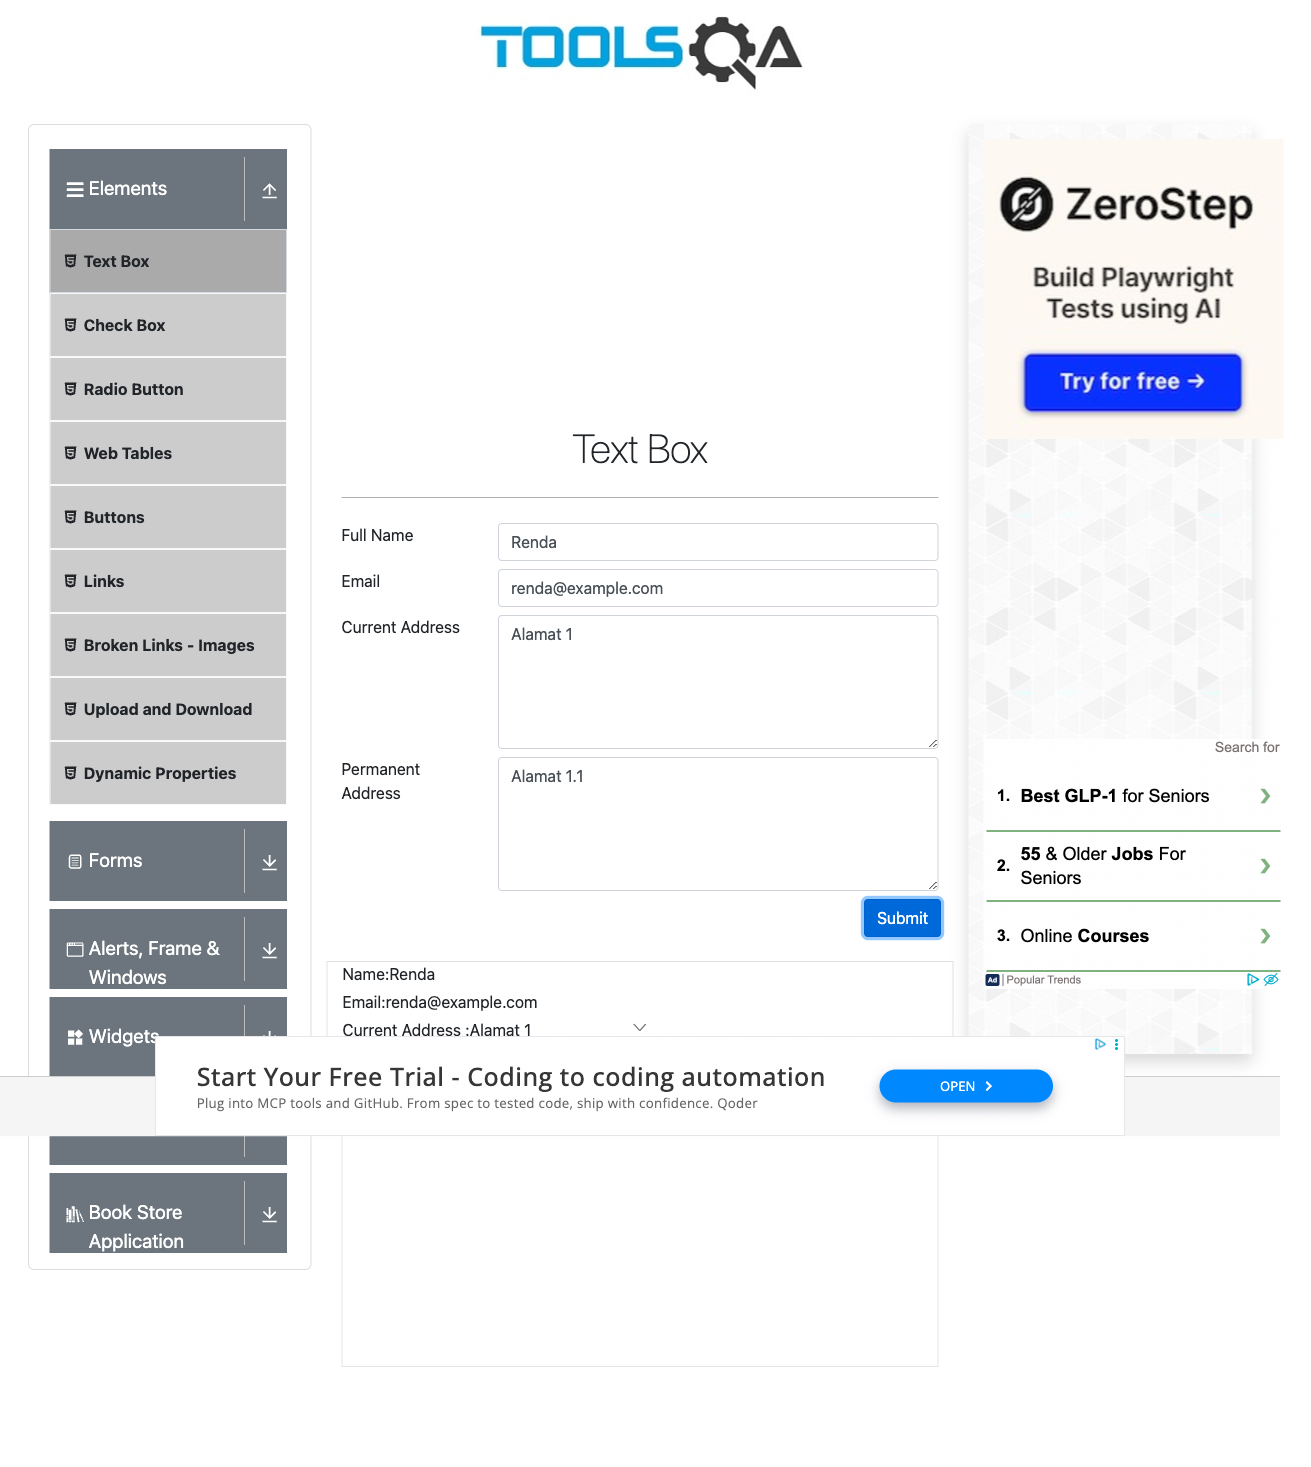 TOOLSQA
Elements
Text Box
Check Box
Radio Button
Web Tables
Buttons
Links
Broken Links - Images
Upload and Download
Dynamic Properties
Forms
Alerts, Frame &
Windows
Widgets
Book Store
Application
Text Box
Full Name
Renda
Email
renda@example.com
Current Address
Alamat 1
Permanent
Address
Alamat 1.1
Submit
Name:Renda
Email:renda@example.com
Current Address :Alamat 1
ZeroStep
Build Playwright
Tests using AI
Try for free →
Search for
1. Best GLP-1 for Seniors
2. 55 & Older Jobs For
Seniors
3. Online Courses
Ad | Popular Trends
Start Your Free Trial - Coding to coding automation
Plug into MCP tools and GitHub. From spec to tested code, ship with confidence. Qoder
OPEN